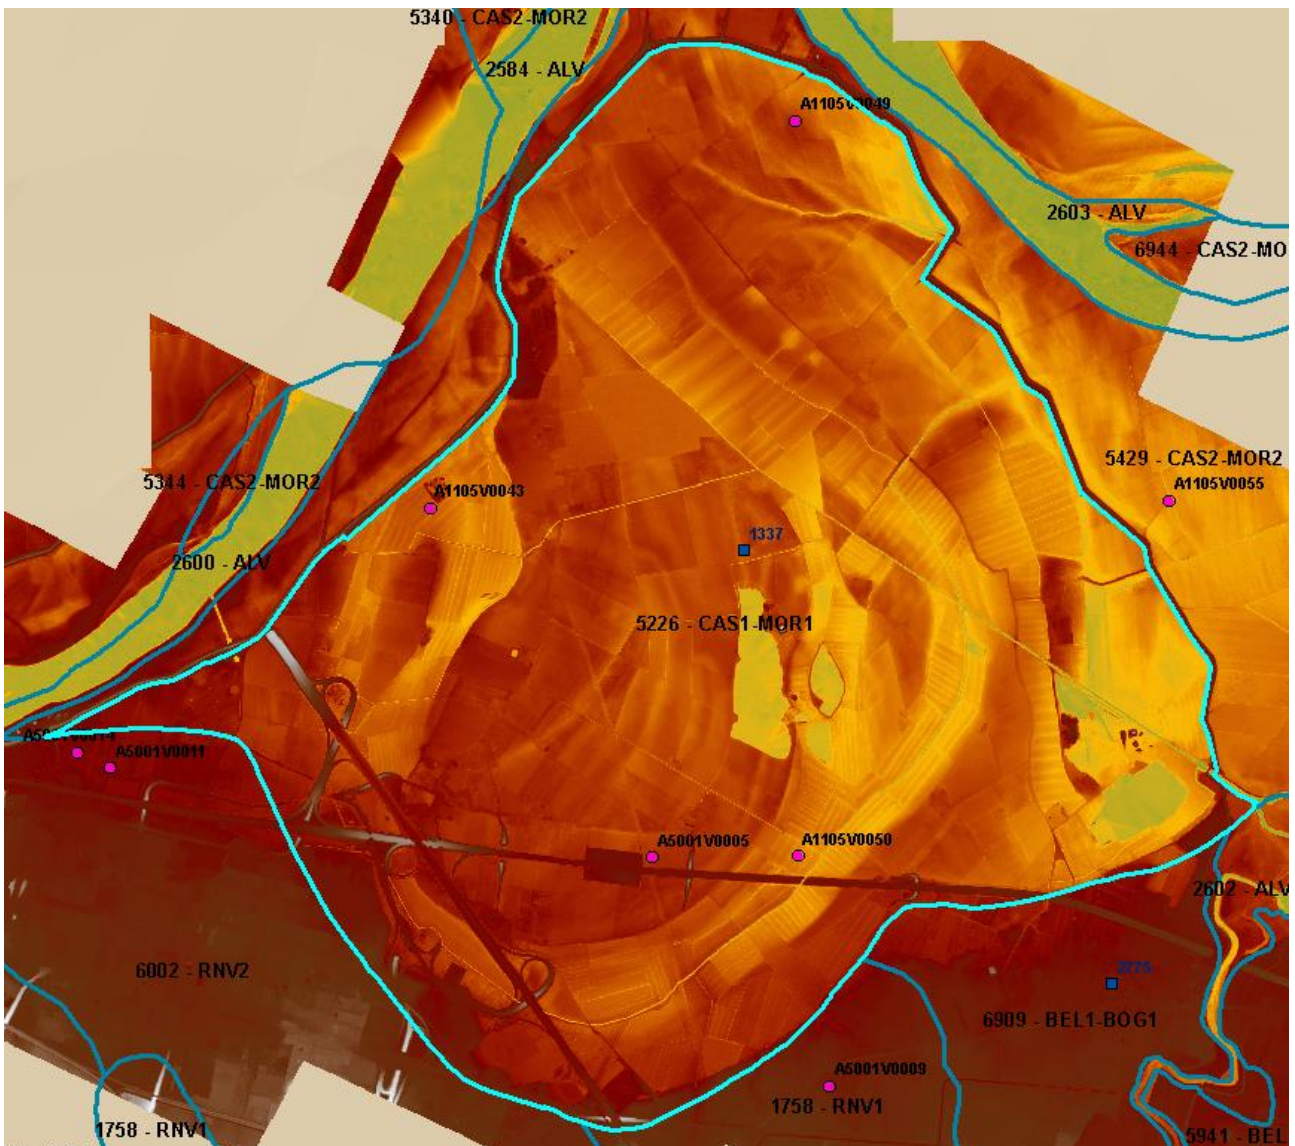 5340 - CAS2-MOR2
2584 - ALV
A1105V0049
2603 - ALV
6944 - CAS2-MO
5429 - CAS2-MOR2
A1105V0055
5344 - CAS2-MOR2
A1105V0043
1337
2600 - ALV
5226 - CAS1-MOR1
A5001V0011
A5001V0005
A1105V0050
2602 - ALV
6002 - RNV2
6909 - BEL1-BOG1
A5001V0009
1758 - RNV1
1758 - RNV1
5941 - BEL